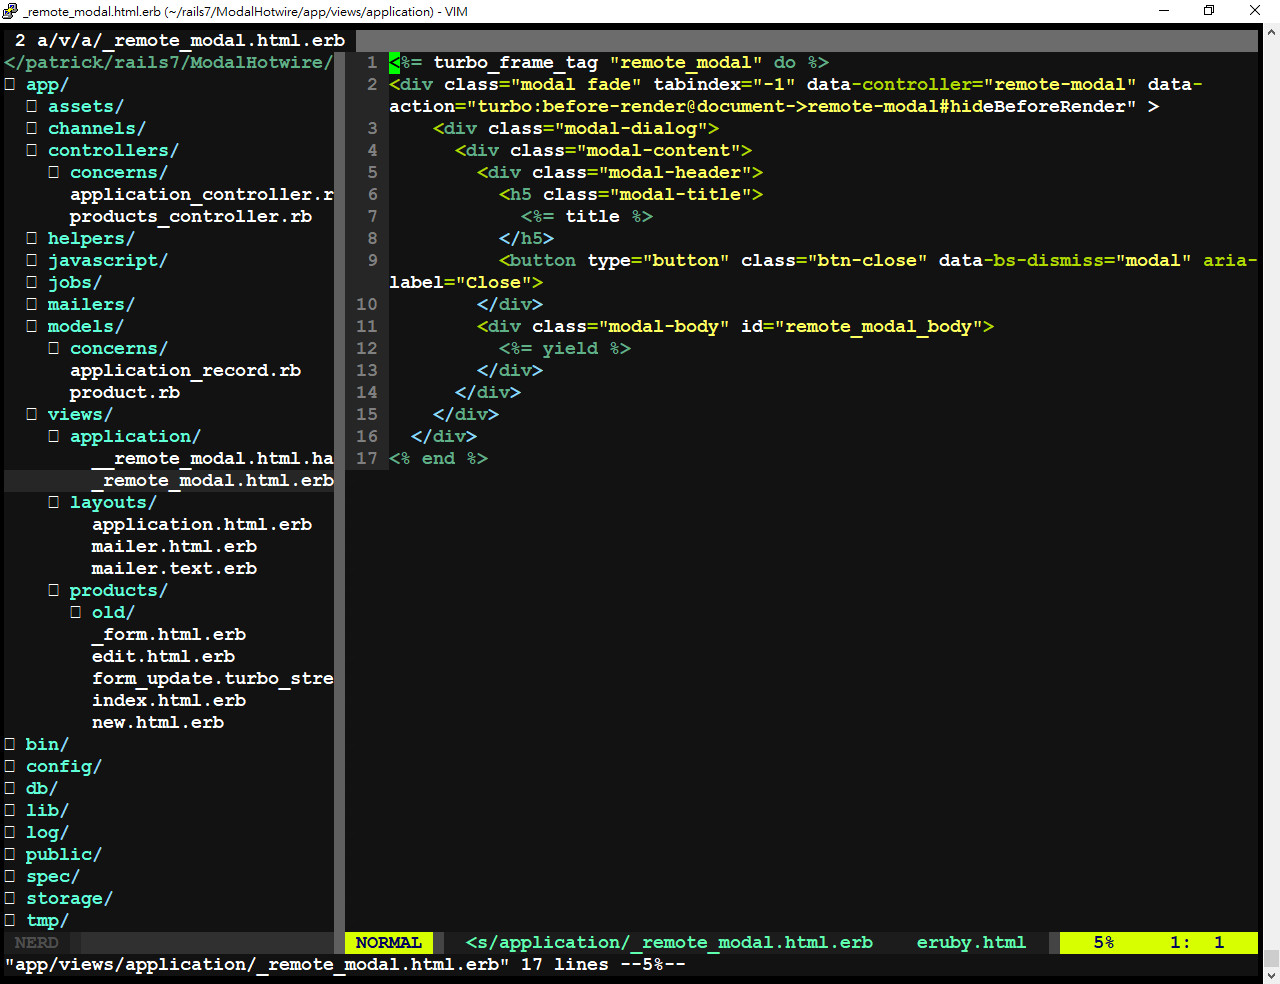 _remote_modal.html.erb (~/rails7/ModalHotwire/app/views/application) - VIM
2 a/v/a/_remote_modal.html.erb
</patrick/rails7/ModalHotwire/
app/
assets/
channels/
controllers/
concerns/
application_controller.r
products_controller.rb
helpers/
javascript/
jobs/
mailers/
models/
concerns/
application_record.rb
product.rb
views/
application/
__remote_modal.html.ha
_remote_modal.html.erb
layouts/
application.html.erb
mailer.html.erb
mailer.text.erb
products/
old/
_form.html.erb
edit.html.erb
form_update.turbo_stre
index.html.erb
new.html.erb
bin/
config/
db/
lib/
log/
public/
spec/
storage/
tmp/
NERD
1 <%= turbo_frame_tag "remote_modal" do %>
2 <div class="modal fade" tabindex="-1" data-controller="remote-modal" data-
action="turbo:before-render@document->remote-modal#hideBeforeRender" >
3     <div class="modal-dialog">
4       <div class="modal-content">
5         <div class="modal-header">
6           <h5 class="modal-title">
7             <%= title %>
8           </h5>
9           <button type="button" class="btn-close" data-bs-dismiss="modal" aria-
label="Close">
10         </div>
11         <div class="modal-body" id="remote_modal_body">
12           <%= yield %>
13         </div>
14       </div>
15     </div>
16   </div>
17 <% end %>
NORMAL <s/application/_remote_modal.html.erb eruby.html 5% 1: 1
"app/views/application/_remote_modal.html.erb" 17 lines --5%--